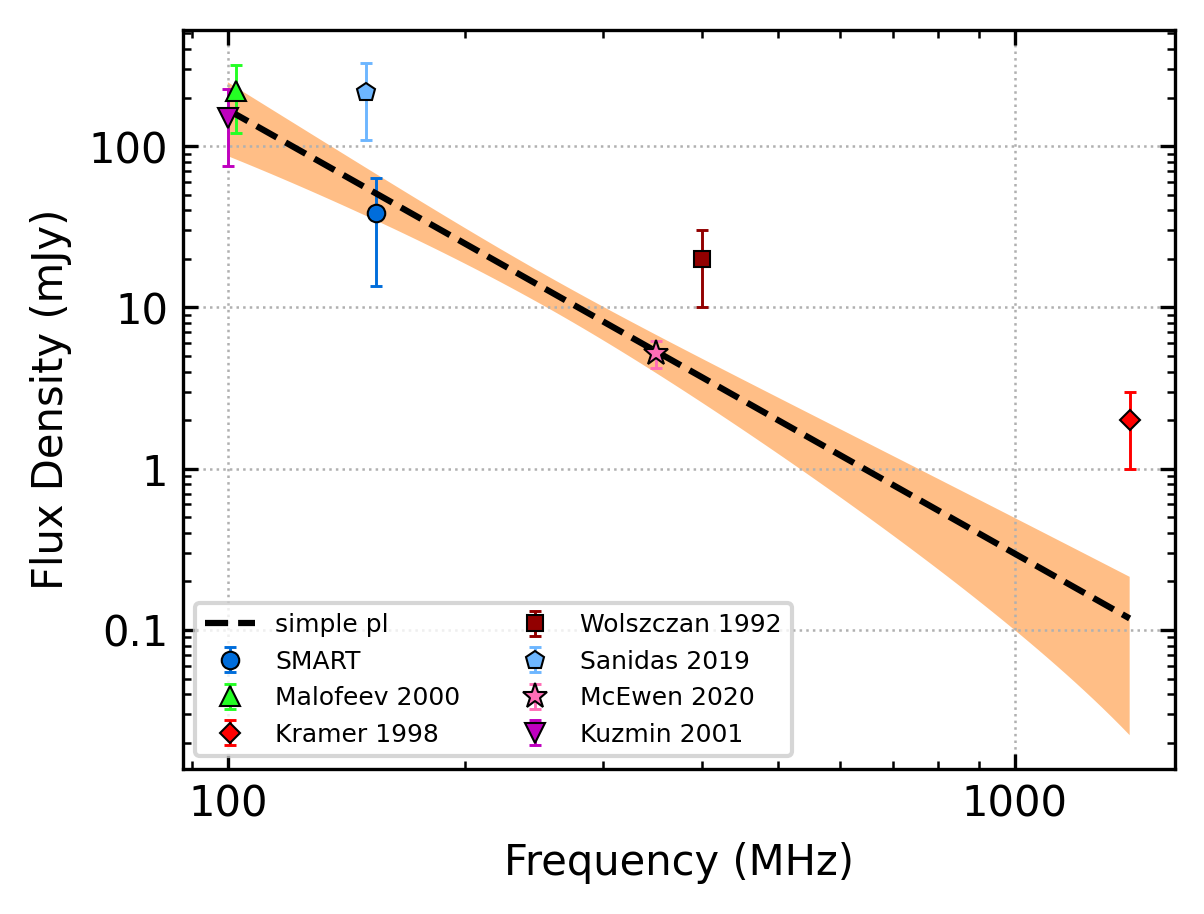 Flux Density (mJy)
100
10
1
0.1
simple pl
SMART
Malofeev 2000
Kramer 1998
Wolszczan 1992
Sanidas 2019
McEwen 2020
Kuzmin 2001
100
1000
Frequency (MHz)